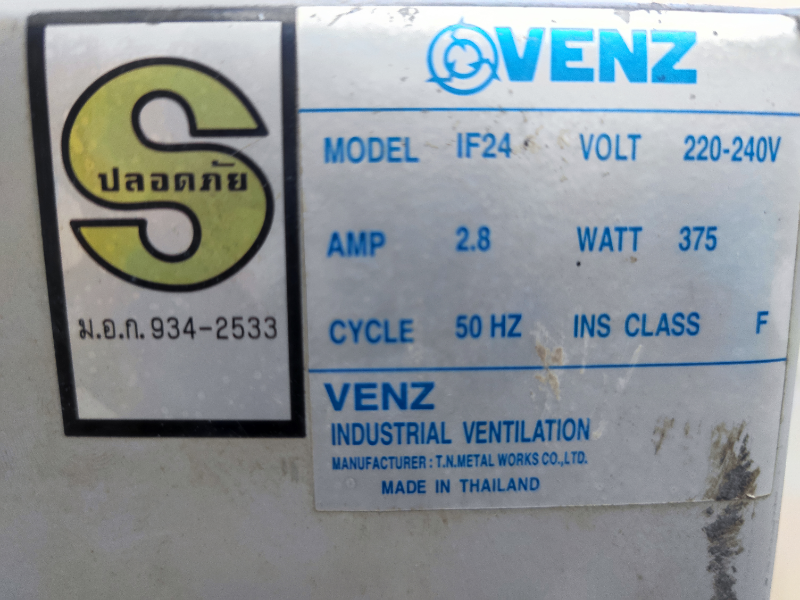 ปลอดภัย
ม.อ.ก. 934-2533
VENZ
MODEL IF24 VOLT 220-240V
AMP 2.8 WATT 375
CYCLE 50 HZ INS CLASS F
VENZ
INDUSTRIAL VENTILATION
MANUFACTURER : T.N.METAL WORKS CO.,LTD.
MADE IN THAILAND